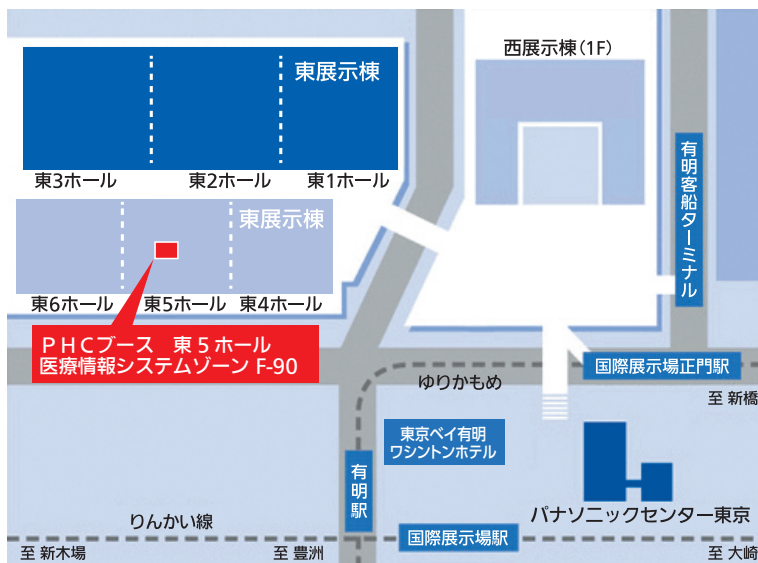 西展示棟(1F)
東展示棟
東3ホール
東2ホール
東1ホール
有明客船ターミナル
東展示棟
東6ホール
東5ホール
東4ホール
PHCブース 東5ホール
医療情報システムゾーン F-90
国際展示場正門駅
ゆりかもめ
至 新橋
東京ベイ有明
ワシントンホテル
有明駅
パナソニックセンター東京
りんかい線
国際展示場駅
至 新木場
至 豊洲
至 大崎